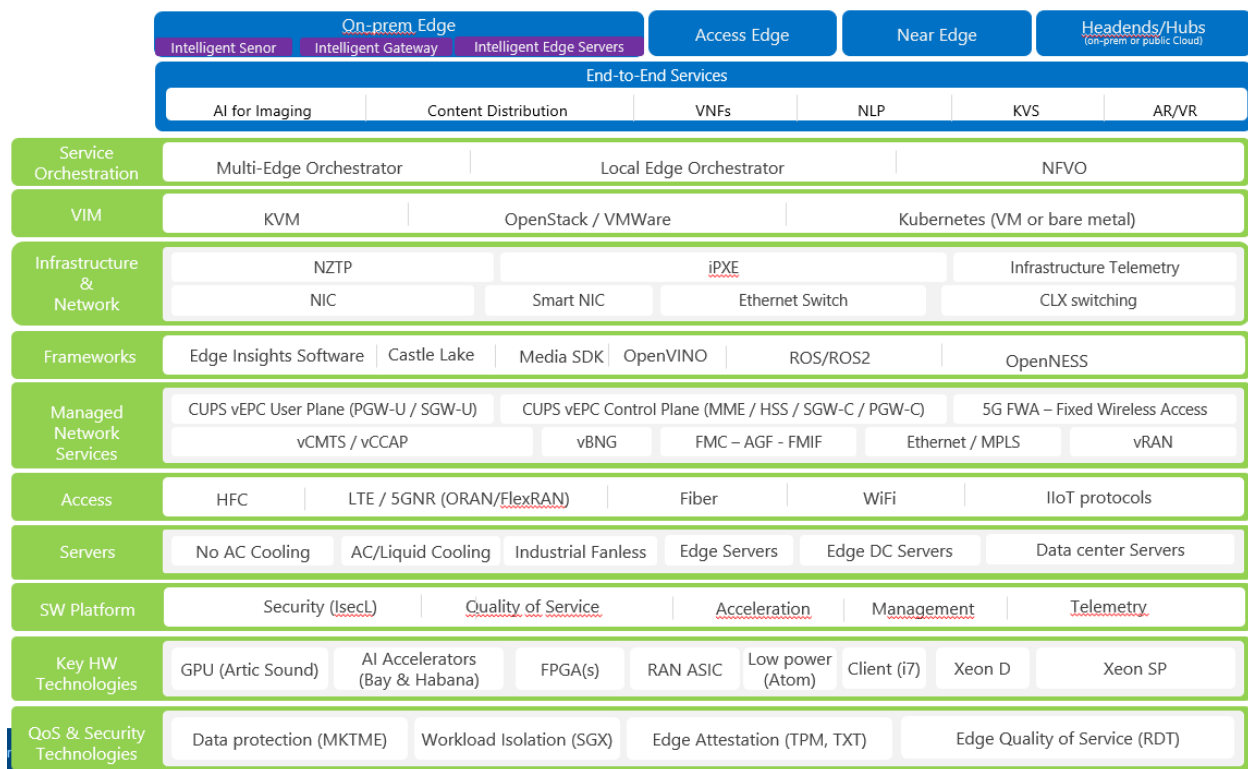 On-prem Edge
Intelligent Senor
Intelligent Gateway
Intelligent Edge Servers
Access Edge
Near Edge
Headends/Hubs
(on-prem or public Cloud)
End-to-End Services
AI for Imaging
Content Distribution
VNFs
NLP
KVS
AR/VR
Service
Orchestration
Multi-Edge Orchestrator
Local Edge Orchestrator
NFVO
VIM
KVM
OpenStack / VMWare
Kubernetes (VM or bare metal)
Infrastructure
&
Network
NZTP
iPXE
Infrastructure Telemetry
NIC
Smart NIC
Ethernet Switch
CLX switching
Frameworks
Edge Insights Software
Castle Lake
Media SDK
OpenVINO
ROS/ROS2
OpenNESS
Managed
Network
Services
CUPS vEPC User Plane (PGW-U / SGW-U)
CUPS vEPC Control Plane (MME / HSS / SGW-C / PGW-C)
5G FWA – Fixed Wireless Access
vCMTS / vCCAP
vBNG
FMC – AGF - FMIF
Ethernet / MPLS
vRAN
Access
HFC
LTE / 5GNR (ORAN/FlexRAN)
Fiber
WiFi
IIoT protocols
Servers
No AC Cooling
AC/Liquid Cooling
Industrial Fanless
Edge Servers
Edge DC Servers
Data center Servers
SW Platform
Security (IsecL)
Quality of Service
Acceleration
Management
Telemetry
Key HW
Technologies
GPU (Artic Sound)
AI Accelerators
(Bay & Habana)
FPGA(s)
RAN ASIC
Low power
(Atom)
Client (i7)
Xeon D
Xeon SP
QoS & Security
Technologies
Data protection (MKTME)
Workload Isolation (SGX)
Edge Attestation (TPM, TXT)
Edge Quality of Service (RDT)